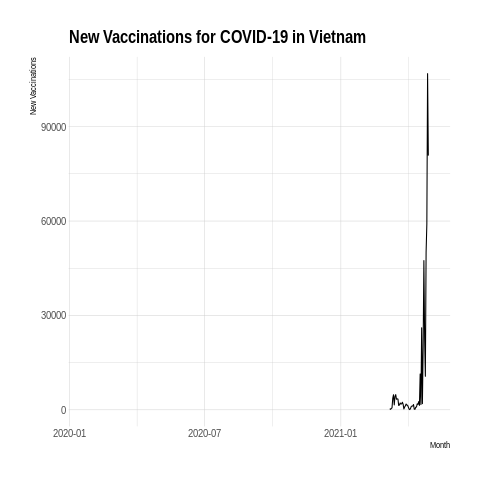 New Vaccinations for COVID-19 in Vietnam
New Vaccinations
90000
60000
30000
0
2020-01 2020-07 2021-01
Month